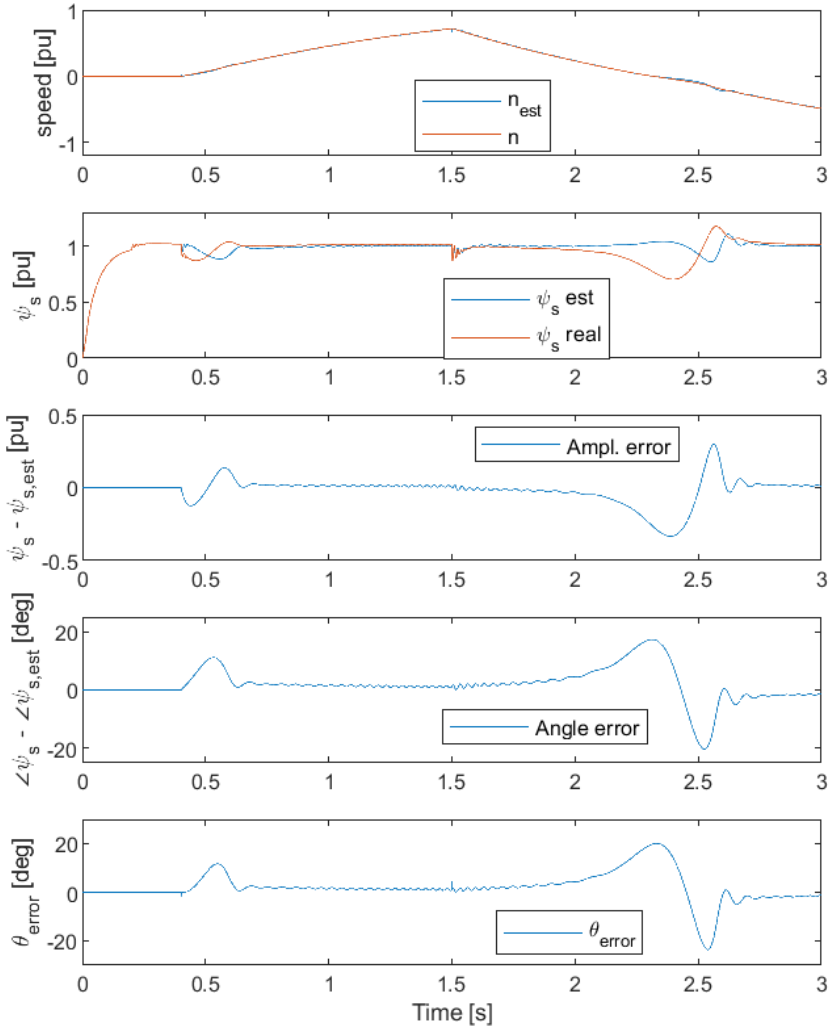 speed [pu]
1
0
-1
n_est
n
0 0.5 1 1.5 2 2.5 3
ψ_s [pu]
1
0.5
0
ψ_s est
ψ_s real
0 0.5 1 1.5 2 2.5 3
ψ_s - ψ_s,est [pu]
0.5
0
-0.5
Ampl. error
0 0.5 1 1.5 2 2.5 3
∠ψ_s - ∠ψ_s,est [deg]
20
0
-20
Angle error
0 0.5 1 1.5 2 2.5 3
θ_error [deg]
20
0
-20
θ_error
0 0.5 1 1.5 2 2.5 3
Time [s]